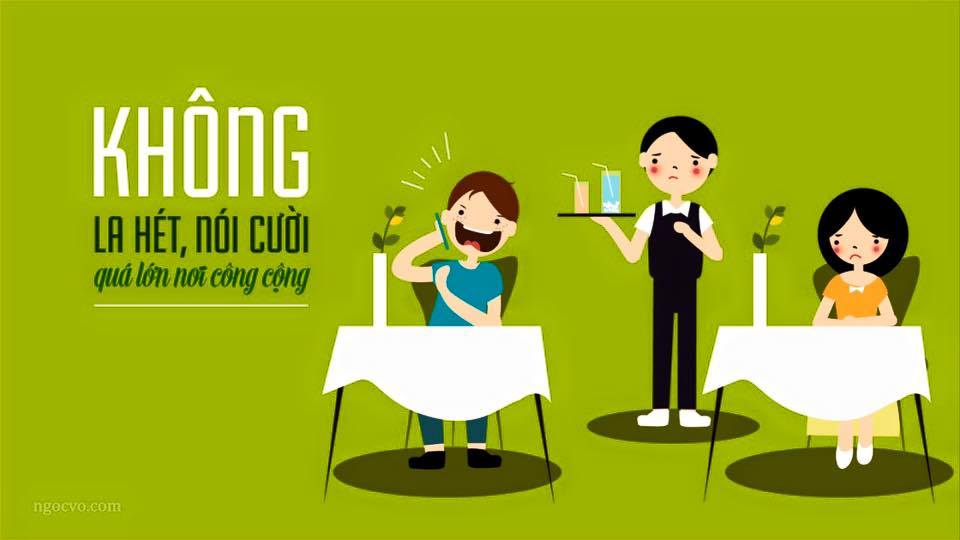 KHÔNG
LA HÉT, NÓI CƯỜI
quá lớn nơi công cộng
ngocvo.com